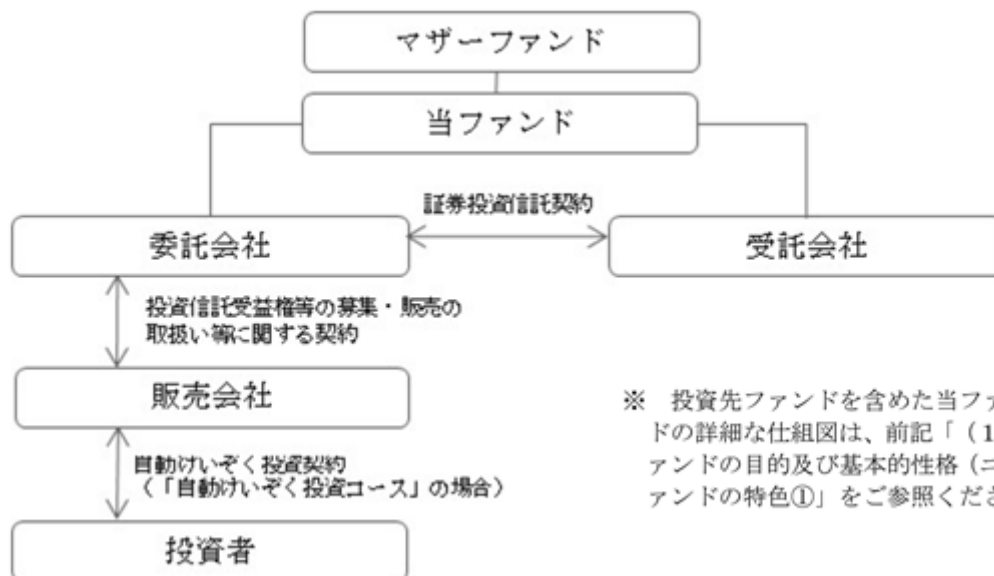 マザーファンド
当ファンド
証券投資信託契約
委託会社
受託会社
投資信託受益権等の募集・販売の
取扱い等に関する契約
販売会社
※ 投資先ファンドを含めた当ファ
ドの詳細な仕組図は、前記「（１
ァンドの目的及び基本的性格（ニ
ァンドの特色①」をご参照くださ
自動けいぞく投資契約
（「自動けいぞく投資コース」の場合）
投資者